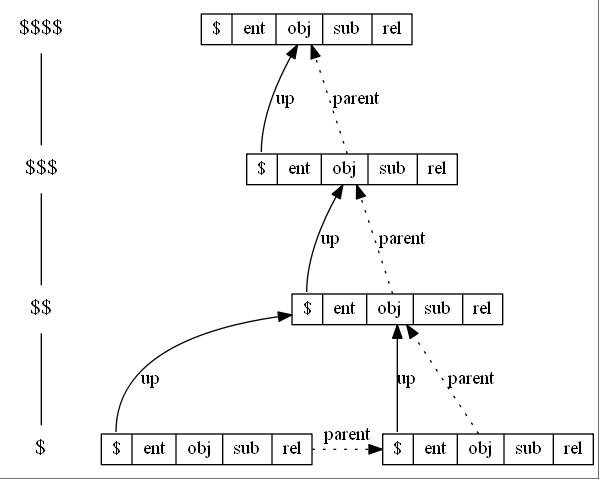 $$$$ $ ent obj sub rel
up parent
$$$ $ ent obj sub rel
up parent
$$ $ ent obj sub rel
up up parent
parent
$ $ ent obj sub rel $ ent obj sub rel